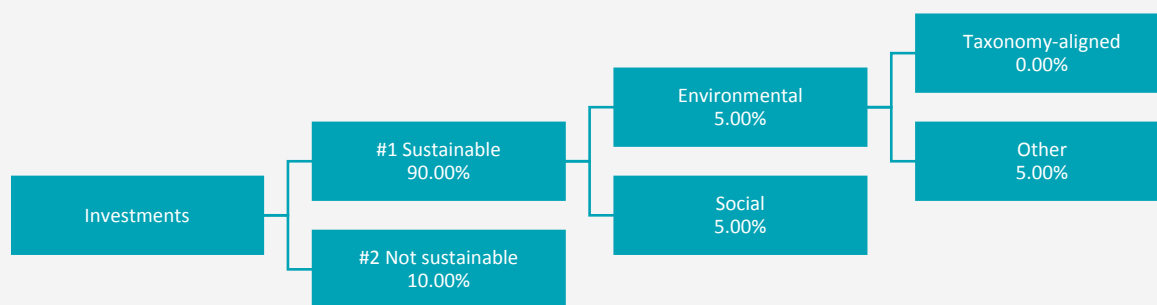 Investments
#1 Sustainable
90.00%
#2 Not sustainable
10.00%
Environmental
5.00%
Social
5.00%
Taxonomy-aligned
0.00%
Other
5.00%